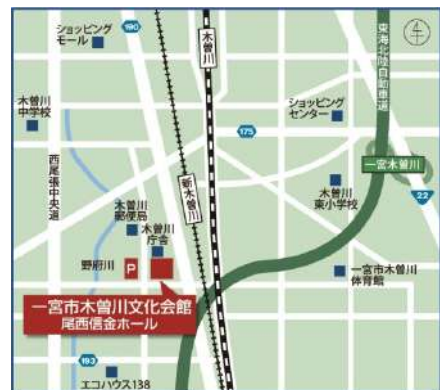 190
ショッピング
モール
木曽川
東海北陸自動車道
木曽川
中学校
ショッピング
センター
175
一宮木曽川
西尾張中央道
新木曽川
木曽川
東小学校
22
木曽川
郵便局
木曽川
庁舎
野府川
P
一宮市木曽川
体育館
一宮市木曽川文化会館
尾西信金ホール
193
エコハウス138